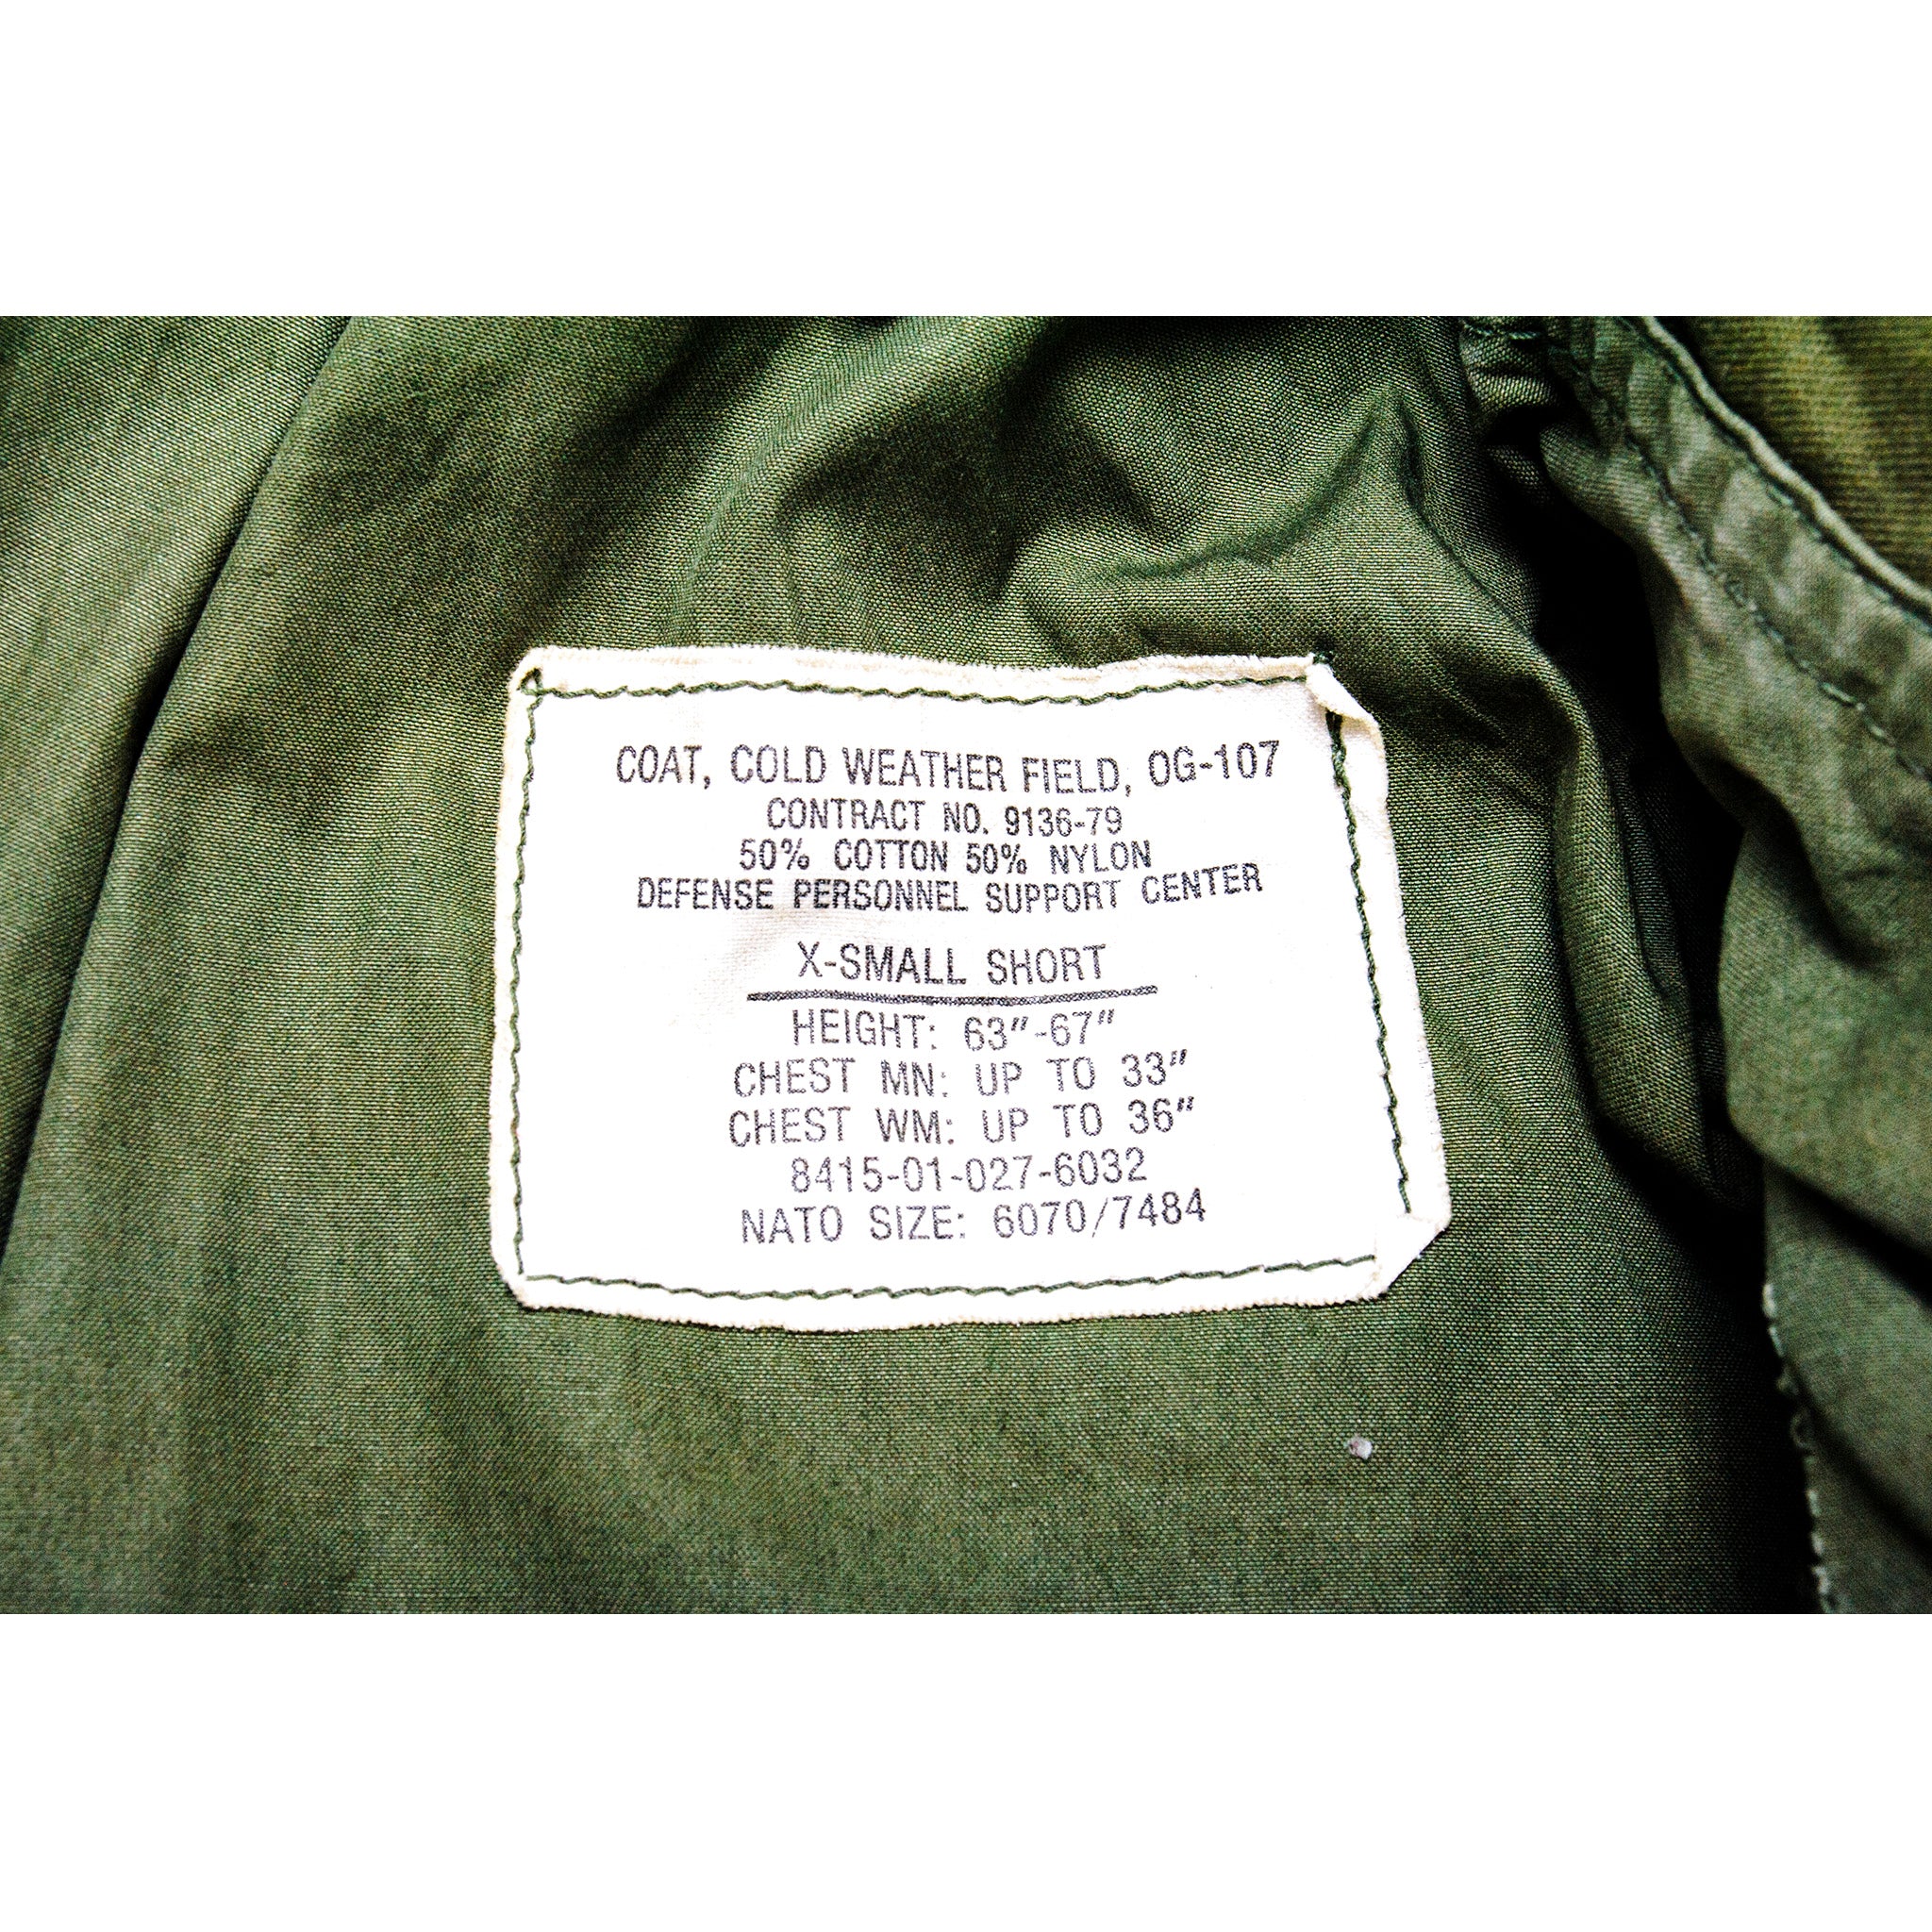 COAT, COLD WEATHER FIELD, OG-107
CONTRACT NO. 9136-79
50% COTTON 50% NYLON
DEFENSE PERSONNEL SUPPORT CENTER
X-SMALL SHORT
HEIGHT: 63"-67"
CHEST MN: UP TO 33"
CHEST WM: UP TO 36"
8415-01-027-6032
NATO SIZE: 6070/7484